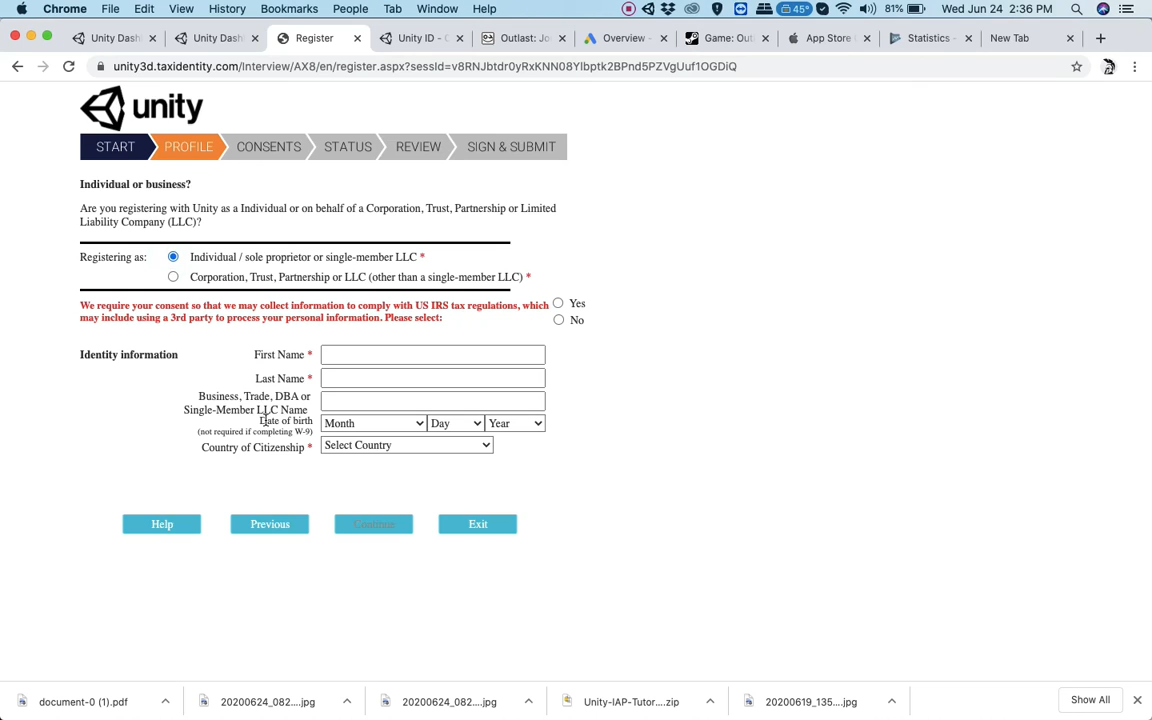 Chrome File Edit View History Bookmarks People Tab Window Help 45° 81% Wed Jun 24 2:36 PM
Unity Dash Unity Dash Register Unity ID - Outlast: Jo Overview - Game: Out App Store Statistics - New Tab
unity3d.taxidentity.com/Interview/AX8/en/register.aspx?sessId=v8RNJbtdr0yRxKNN08Ylbptk2BPnd5PZVgUuf1OGDiQ
unity
START PROFILE CONSENTS STATUS REVIEW SIGN & SUBMIT
Individual or business?
Are you registering with Unity as a Individual or on behalf of a Corporation, Trust, Partnership or Limited
Liability Company (LLC)?
Registering as: Individual / sole proprietor or single-member LLC *
Corporation, Trust, Partnership or LLC (other than a single-member LLC) *
We require your consent so that we may collect information to comply with US IRS tax regulations, which Yes
may include using a 3rd party to process your personal information. Please select: No
Identity information First Name *
Last Name *
Business, Trade, DBA or
Single-Member LLC Name
Date of birth Month Day Year
(not required if completing W-9)
Country of Citizenship * Select Country
Help Previous Continue Exit
document-0 (1).pdf 20200624_082....jpg 20200624_082....jpg Unity-IAP-Tutor....zip 20200619_135....jpg Show All